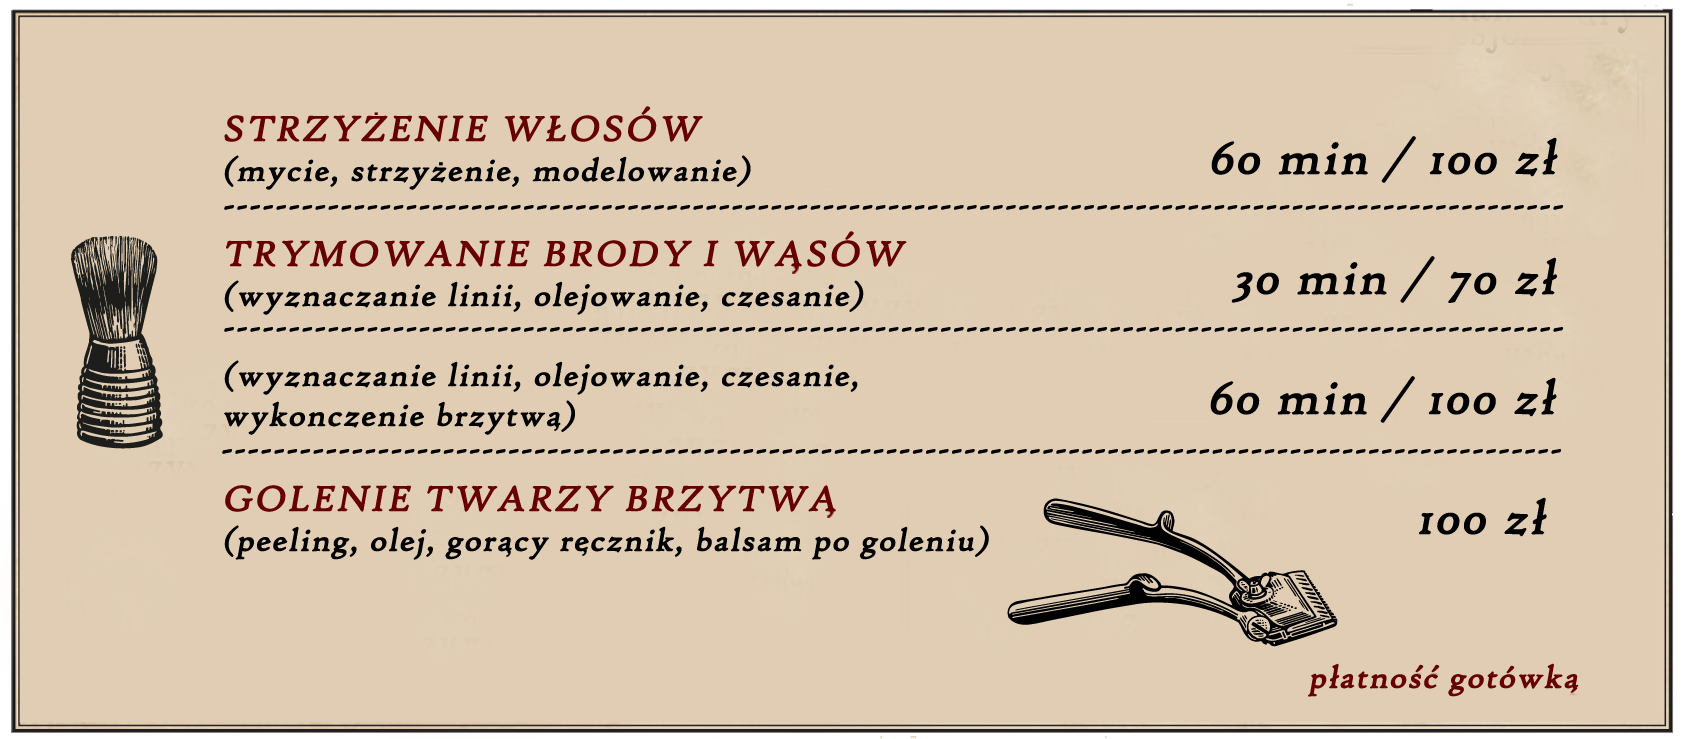 STRZYŻENIE WŁOSÓW
(mycie, strzyżenie, modelowanie)
60 min / 100 zł
TRYMOWANIE BRODY I WĄSÓW
(wyznaczanie linii, olejowanie, czesanie)
30 min / 70 zł
(wyznaczanie linii, olejowanie, czesanie,
wykonczenie brzytwą)
60 min / 100 zł
GOLENIE TWARZY BRZYTWĄ
(peeling, olej, gorący ręcznik, balsam po goleniu)
100 zł
płatność gotówką